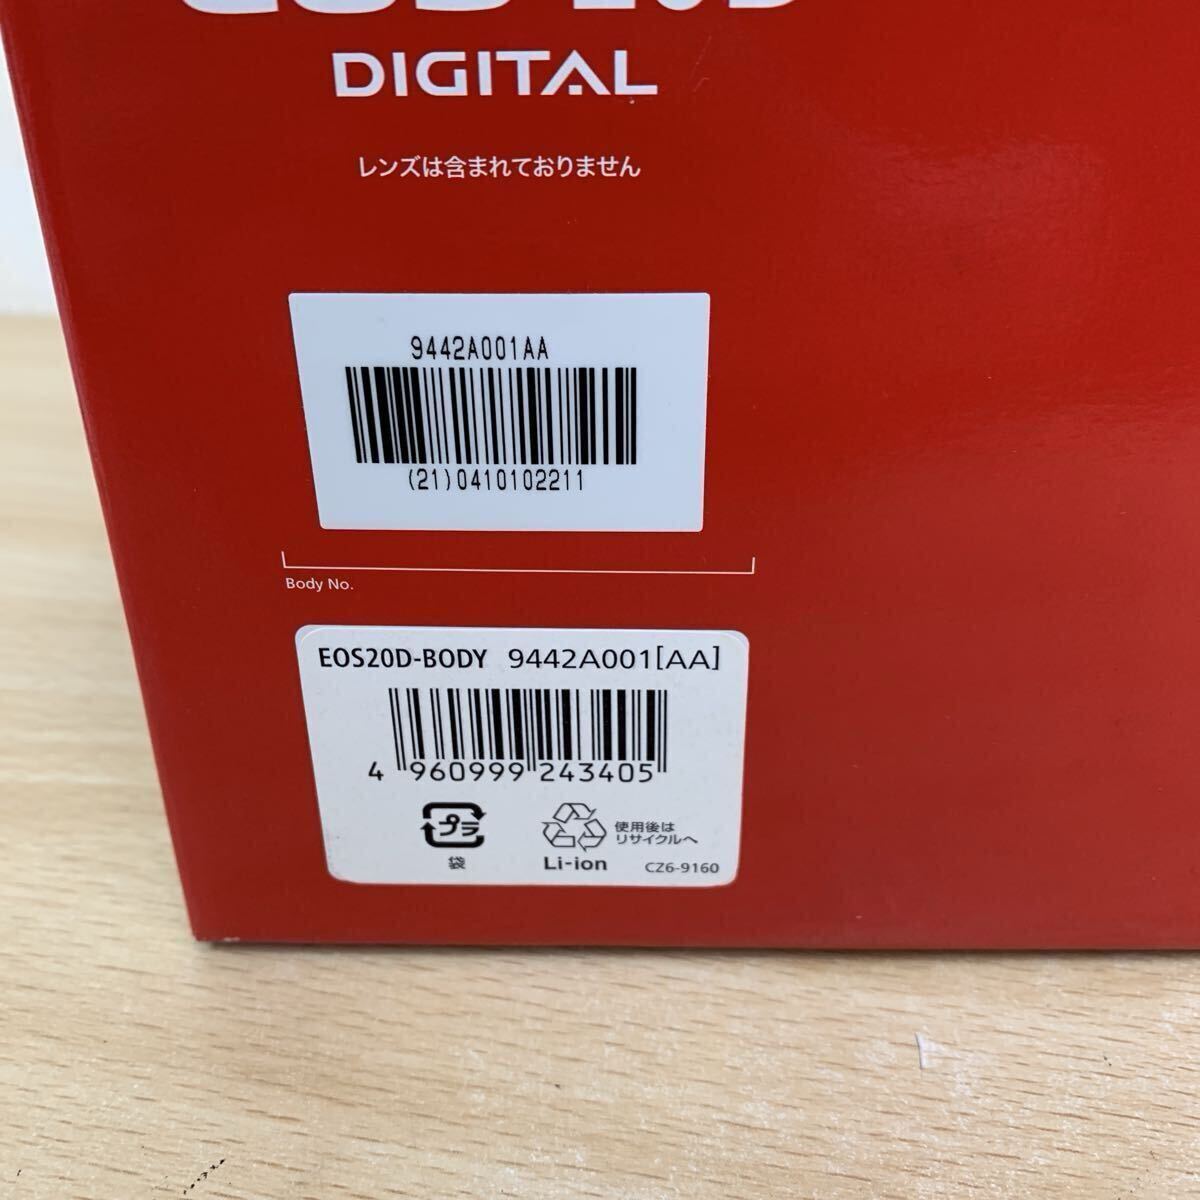 EOS 20D
DIGITAL
レンズは含まれておりません
9442A001AA
(21)0410102211
Body No.
EOS20D-BODY 9442A001[AA]
4 960999 243405
プラ
袋
使用後は
リサイクルへ
Li-ion
CZ6-9160